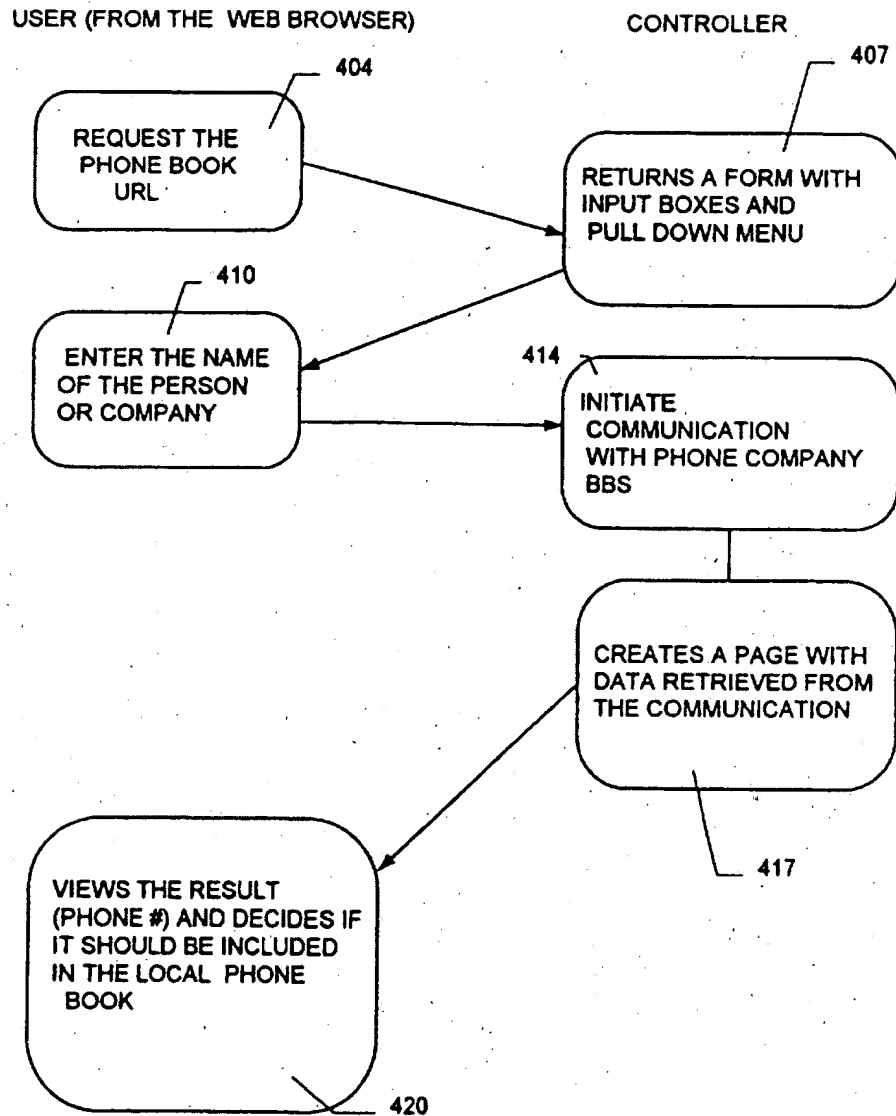 USER (FROM THE WEB BROWSER)
CONTROLLER
404
407
REQUEST THE
PHONE BOOK
URL
RETURNS A FORM WITH
INPUT BOXES AND
PULL DOWN MENU
410
ENTER THE NAME
OF THE PERSON
OR COMPANY
414
INITIATE
COMMUNICATION
WITH PHONE COMPANY
BBS
CREATES A PAGE WITH
DATA RETRIEVED FROM
THE COMMUNICATION
417
VIEWS THE RESULT
(PHONE #) AND DECIDES IF
IT SHOULD BE INCLUDED
IN THE LOCAL PHONE
BOOK
420